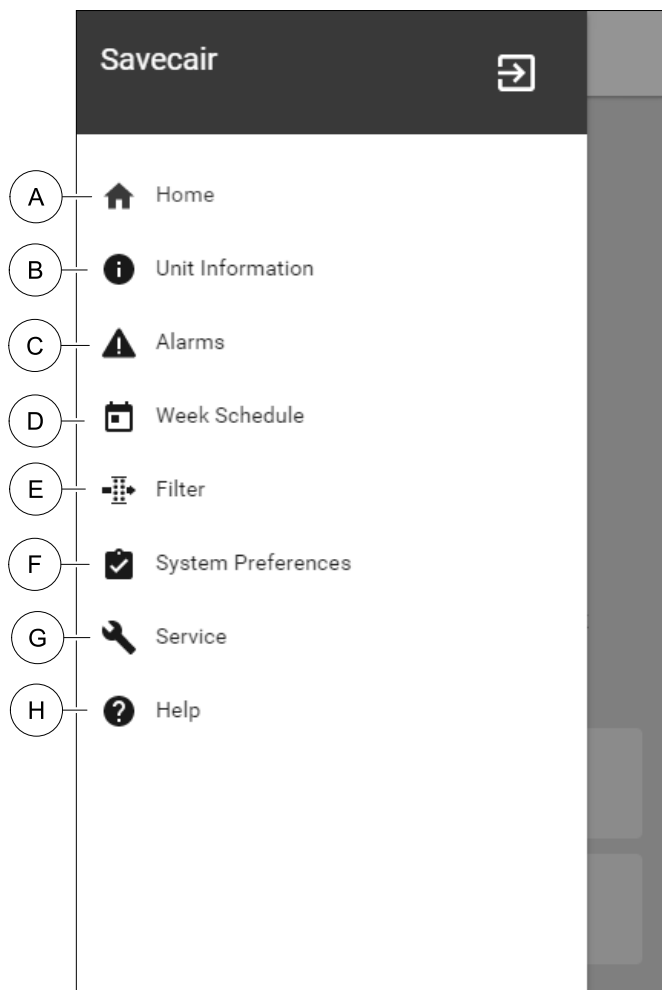 Savecair
A Home
B Unit Information
C Alarms
D Week Schedule
E Filter
F System Preferences
G Service
H Help